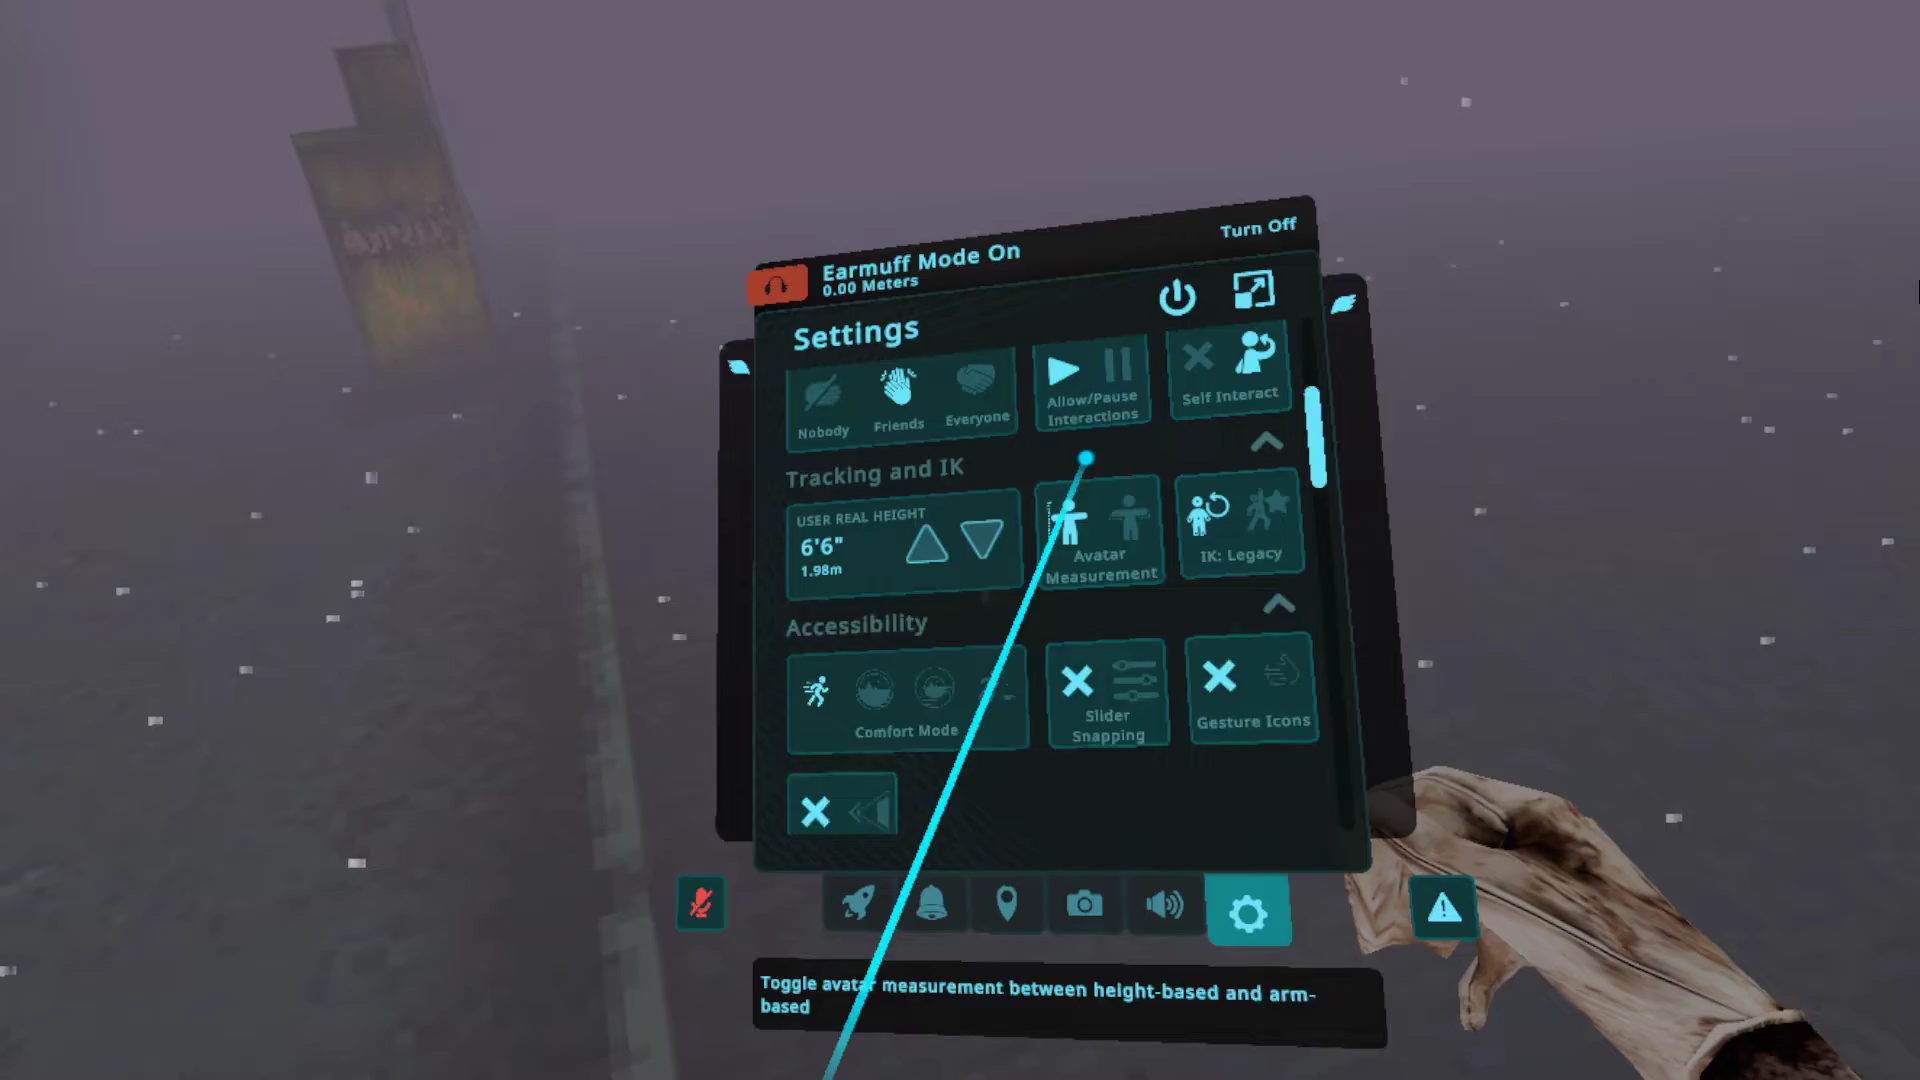 Earmuff Mode On
0.00 Meters
Turn Off
Settings
Nobody
Friends
Everyone
Allow/Pause
Interactions
Self Interact
Tracking and IK
USER REAL HEIGHT
6'6"
1.98m
Avatar
Measurement
IK: Legacy
Accessibility
Comfort Mode
Slider
Snapping
Gesture Icons
Toggle avatar measurement between height-based and arm-
based